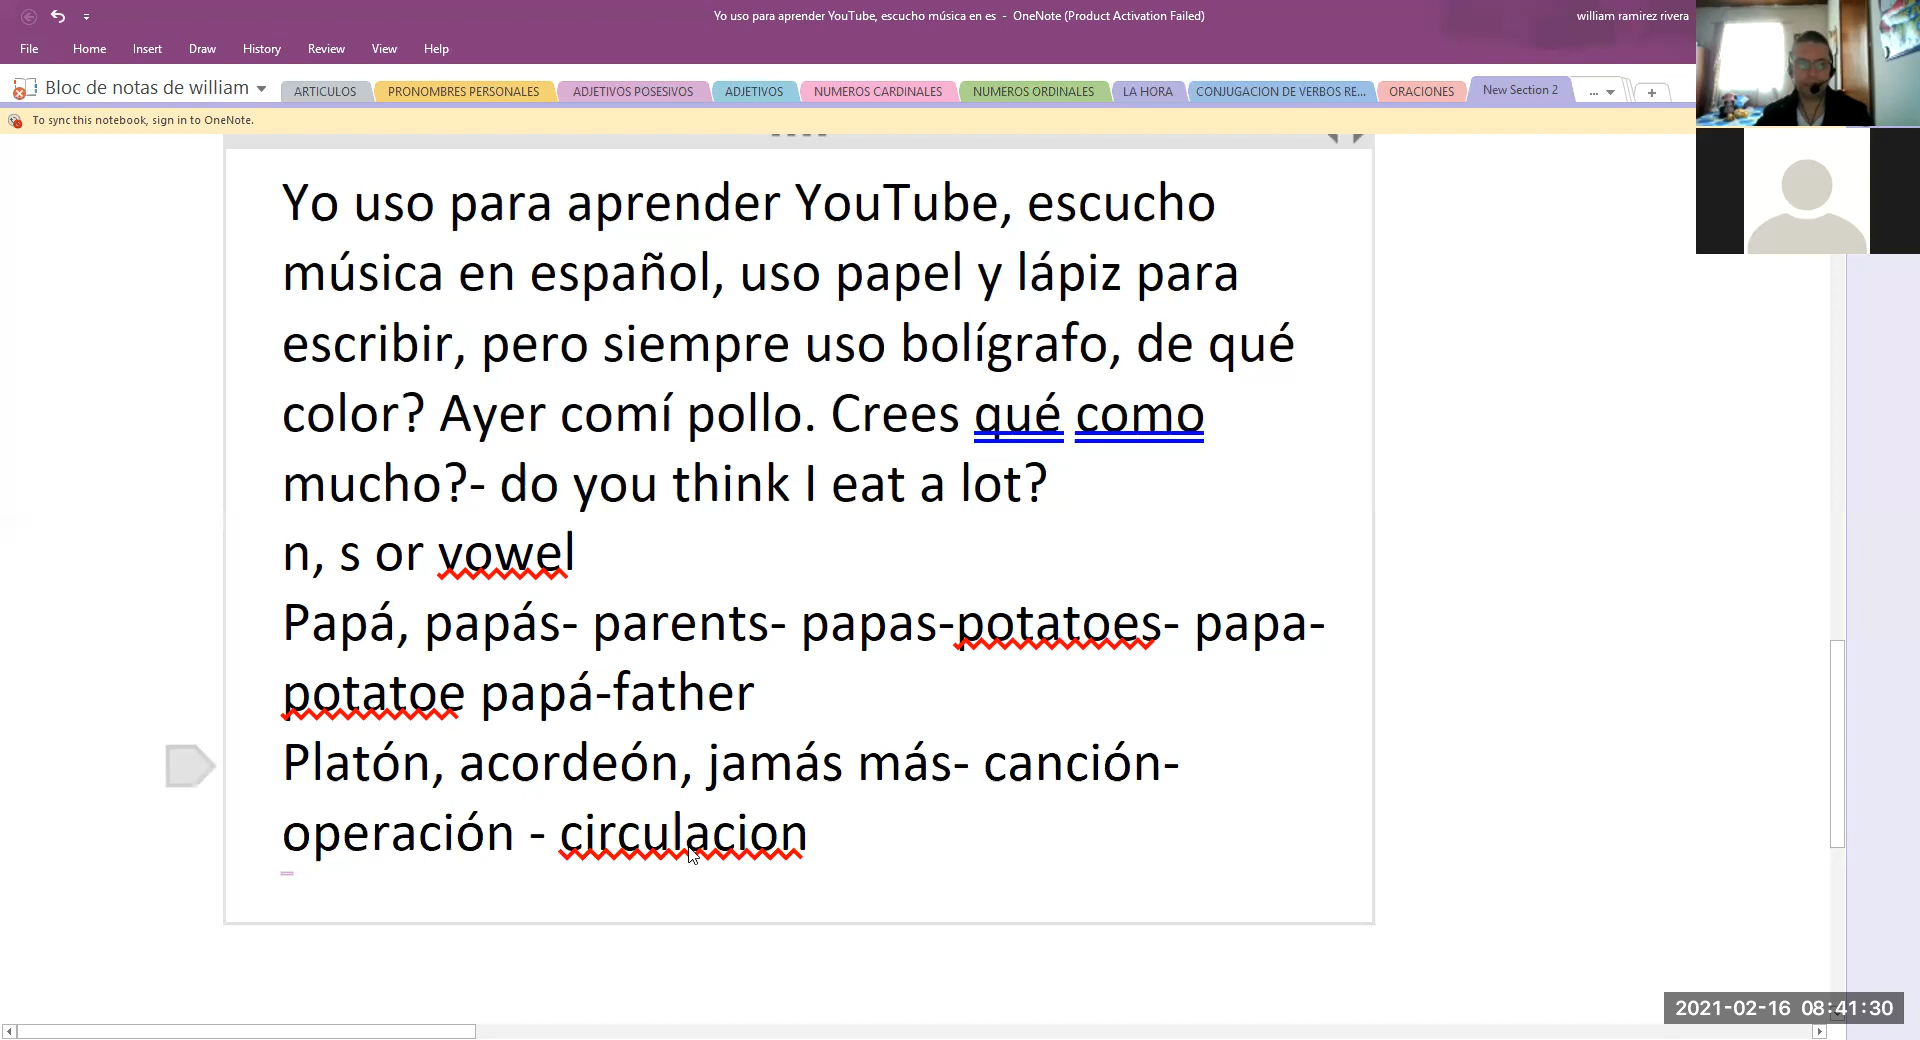 Yo uso para aprender YouTube, escucho música en es - OneNote (Product Activation Failed)
william ramirez rivera
File Home Insert Draw History Review View Help
Bloc de notas de william
ARTICULOS PRONOMBRES PERSONALES ADJETIVOS POSESIVOS ADJETIVOS NUMEROS CARDINALES NUMEROS ORDINALES LA HORA CONJUGACION DE VERBOS RE... ORACIONES New Section 2 ...
To sync this notebook, sign in to OneNote.
Yo uso para aprender YouTube, escucho
música en español, uso papel y lápiz para
escribir, pero siempre uso bolígrafo, de qué
color? Ayer comí pollo. Crees qué como
mucho?- do you think I eat a lot?
n, s or vowel
Papá, papás- parents- papas-potatoes- papa-
potatoe papá-father
Platón, acordeón, jamás más- canción-
operación - circulacion
2021-02-16 08:41:30